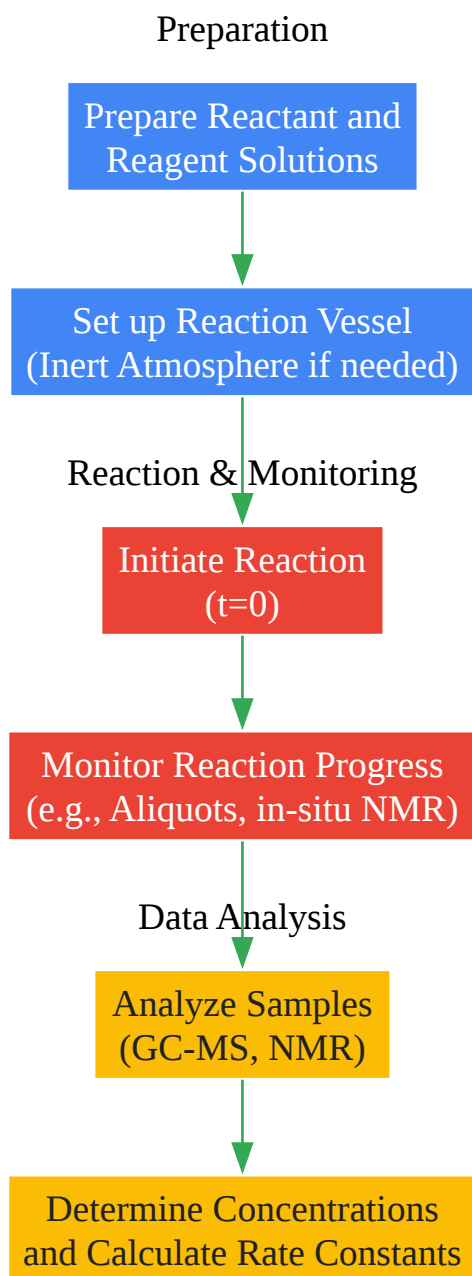 Preparation
Prepare Reactant and
Reagent Solutions
Set up Reaction Vessel
(Inert Atmosphere if needed)
Reaction & Monitoring
Initiate Reaction
(t=0)
Monitor Reaction Progress
(e.g., Aliquots, in-situ NMR)
Data Analysis
Analyze Samples
(GC-MS, NMR)
Determine Concentrations
and Calculate Rate Constants